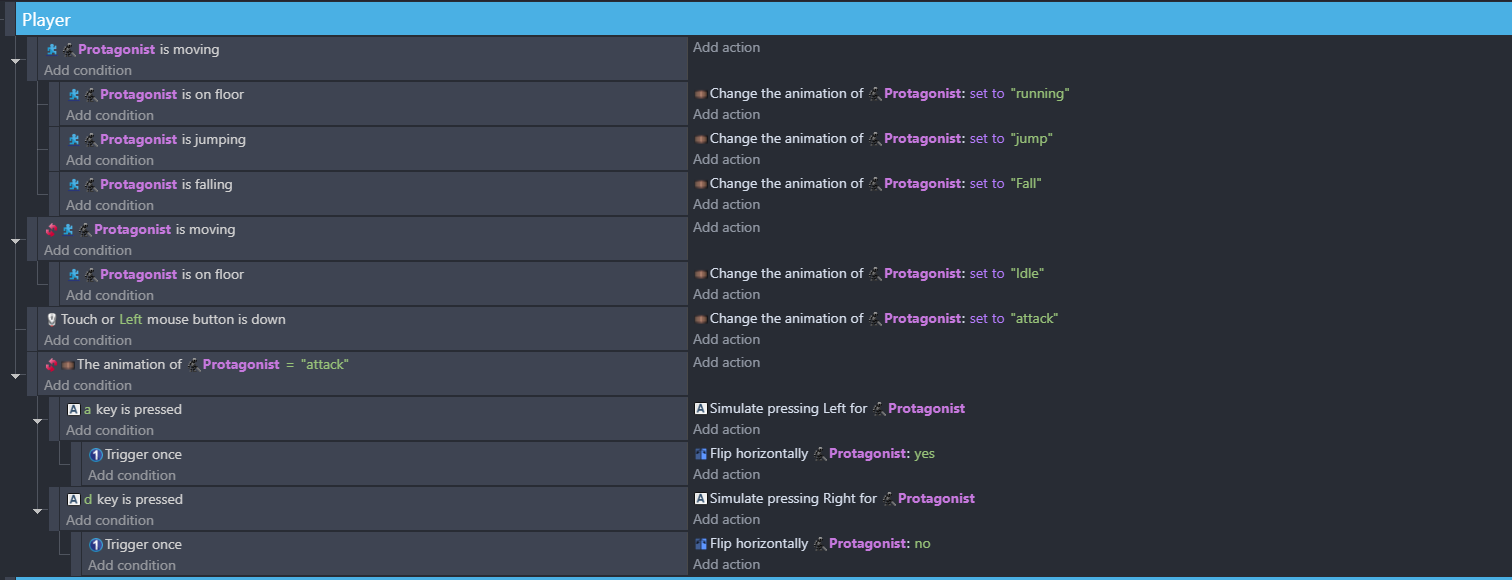 Player
Protagonist is moving Add action
Add condition
Protagonist is on floor Change the animation of Protagonist: set to "running"
Add condition Add action
Protagonist is jumping Change the animation of Protagonist: set to "jump"
Add condition Add action
Protagonist is falling Change the animation of Protagonist: set to "Fall"
Add condition Add action
Protagonist is moving Add action
Add condition
Protagonist is on floor Change the animation of Protagonist: set to "Idle"
Add condition Add action
Touch or Left mouse button is down Change the animation of Protagonist: set to "attack"
Add condition Add action
The animation of Protagonist = "attack" Add action
Add condition
A a key is pressed A Simulate pressing Left for Protagonist
Add condition Add action
1 Trigger once Flip horizontally Protagonist: yes
Add condition Add action
A d key is pressed A Simulate pressing Right for Protagonist
Add condition Add action
1 Trigger once Flip horizontally Protagonist: no
Add condition Add action